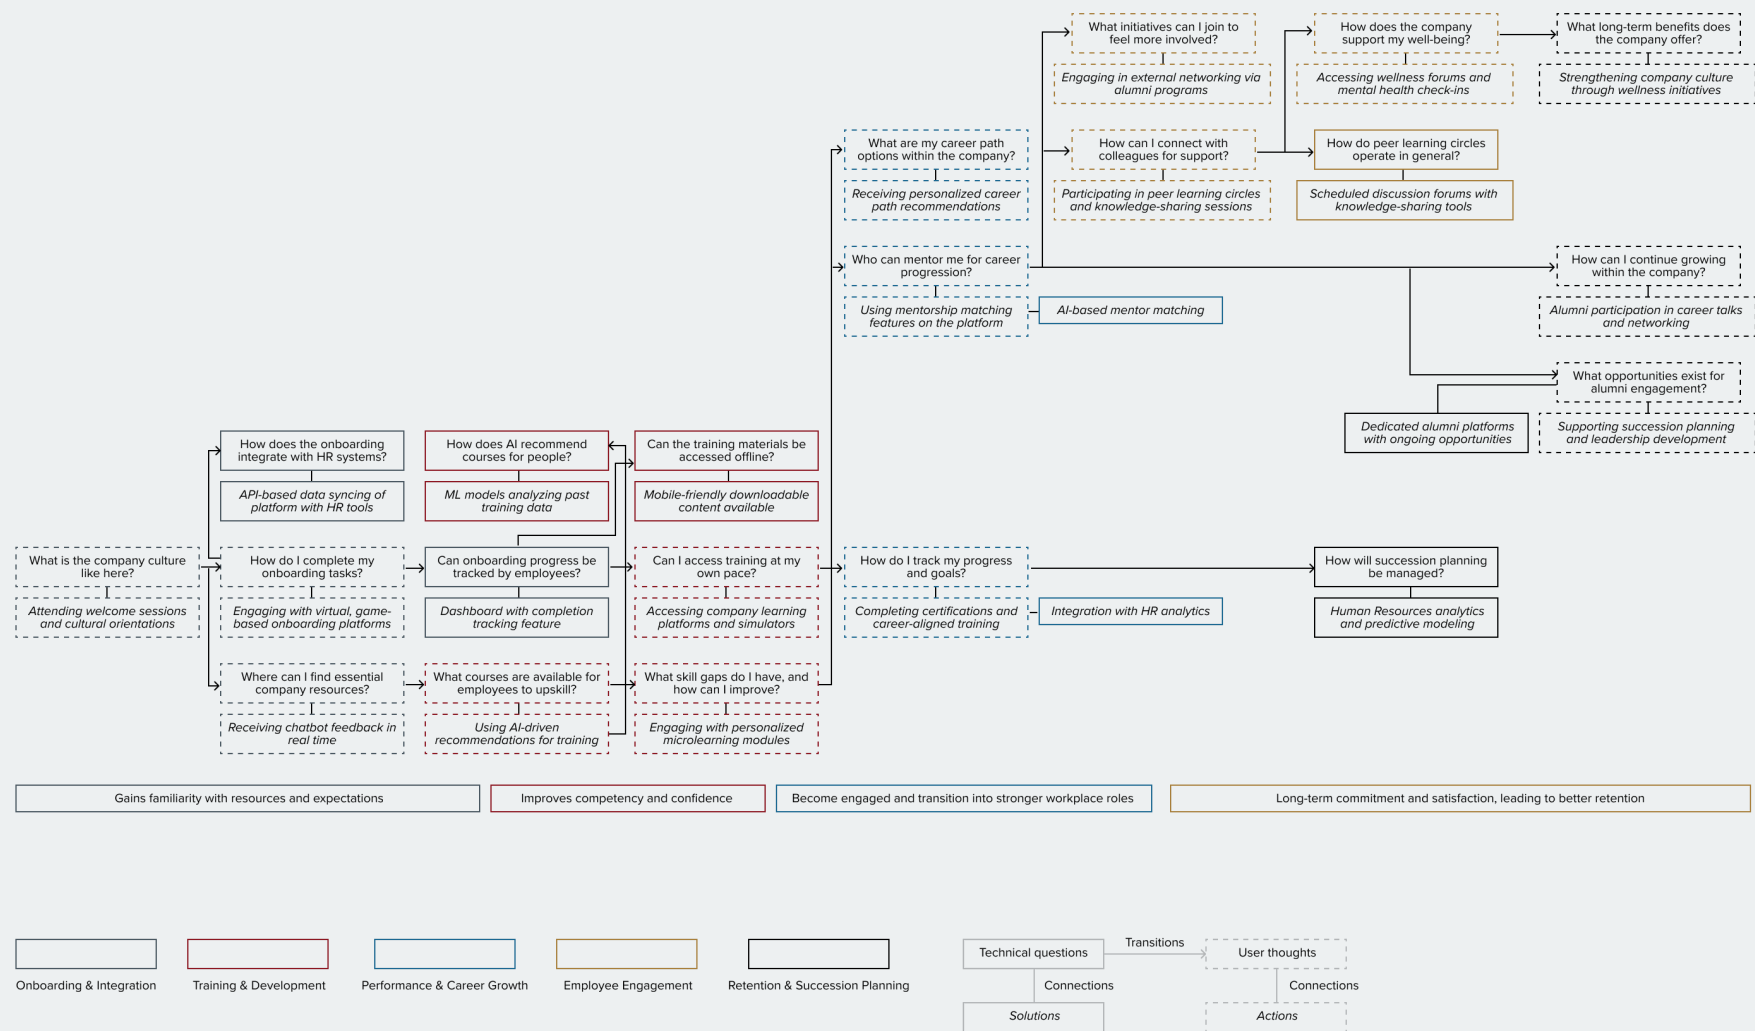 What initiatives can I join to
feel more involved?
Engaging in external networking via
alumni programs
How does the company
support my well-being?
Accessing wellness forums and
mental health check-ins
What long-term benefits does
the company offer?
Strengthening company culture
through wellness initiatives
What are my career path
options within the company?
Receiving personalized career
path recommendations
How can I connect with
colleagues for support?
Participating in peer learning circles
and knowledge-sharing sessions
How do peer learning circles
operate in general?
Scheduled discussion forums with
knowledge-sharing tools
Who can mentor me for career
progression?
Using mentorship matching
features on the platform
AI-based mentor matching
How can I continue growing
within the company?
Alumni participation in career talks
and networking
What opportunities exist for
alumni engagement?
Dedicated alumni platforms
with ongoing opportunities
Supporting succession planning
and leadership development
How does the onboarding
integrate with HR systems?
API-based data syncing of
platform with HR tools
How does AI recommend
courses for people?
ML models analyzing past
training data
Can the training materials be
accessed offline?
Mobile-friendly downloadable
content available
What is the company culture
like here?
Attending welcome sessions
and cultural orientations
How do I complete my
onboarding tasks?
Engaging with virtual, game-
based onboarding platforms
Can onboarding progress be
tracked by employees?
Dashboard with completion
tracking feature
Can I access training at my
own pace?
Accessing company learning
platforms and simulators
How do I track my progress
and goals?
Completing certifications and
career-aligned training
Integration with HR analytics
How will succession planning
be managed?
Human Resources analytics
and predictive modeling
Where can I find essential
company resources?
Receiving chatbot feedback in
real time
What courses are available for
employees to upskill?
Using AI-driven
recommendations for training
What skill gaps do I have, and
how can I improve?
Engaging with personalized
microlearning modules
Gains familiarity with resources and expectations
Improves competency and confidence
Become engaged and transition into stronger workplace roles
Long-term commitment and satisfaction, leading to better retention
Onboarding & Integration
Training & Development
Performance & Career Growth
Employee Engagement
Retention & Succession Planning
Technical questions
Transitions
User thoughts
Connections
Connections
Solutions
Actions